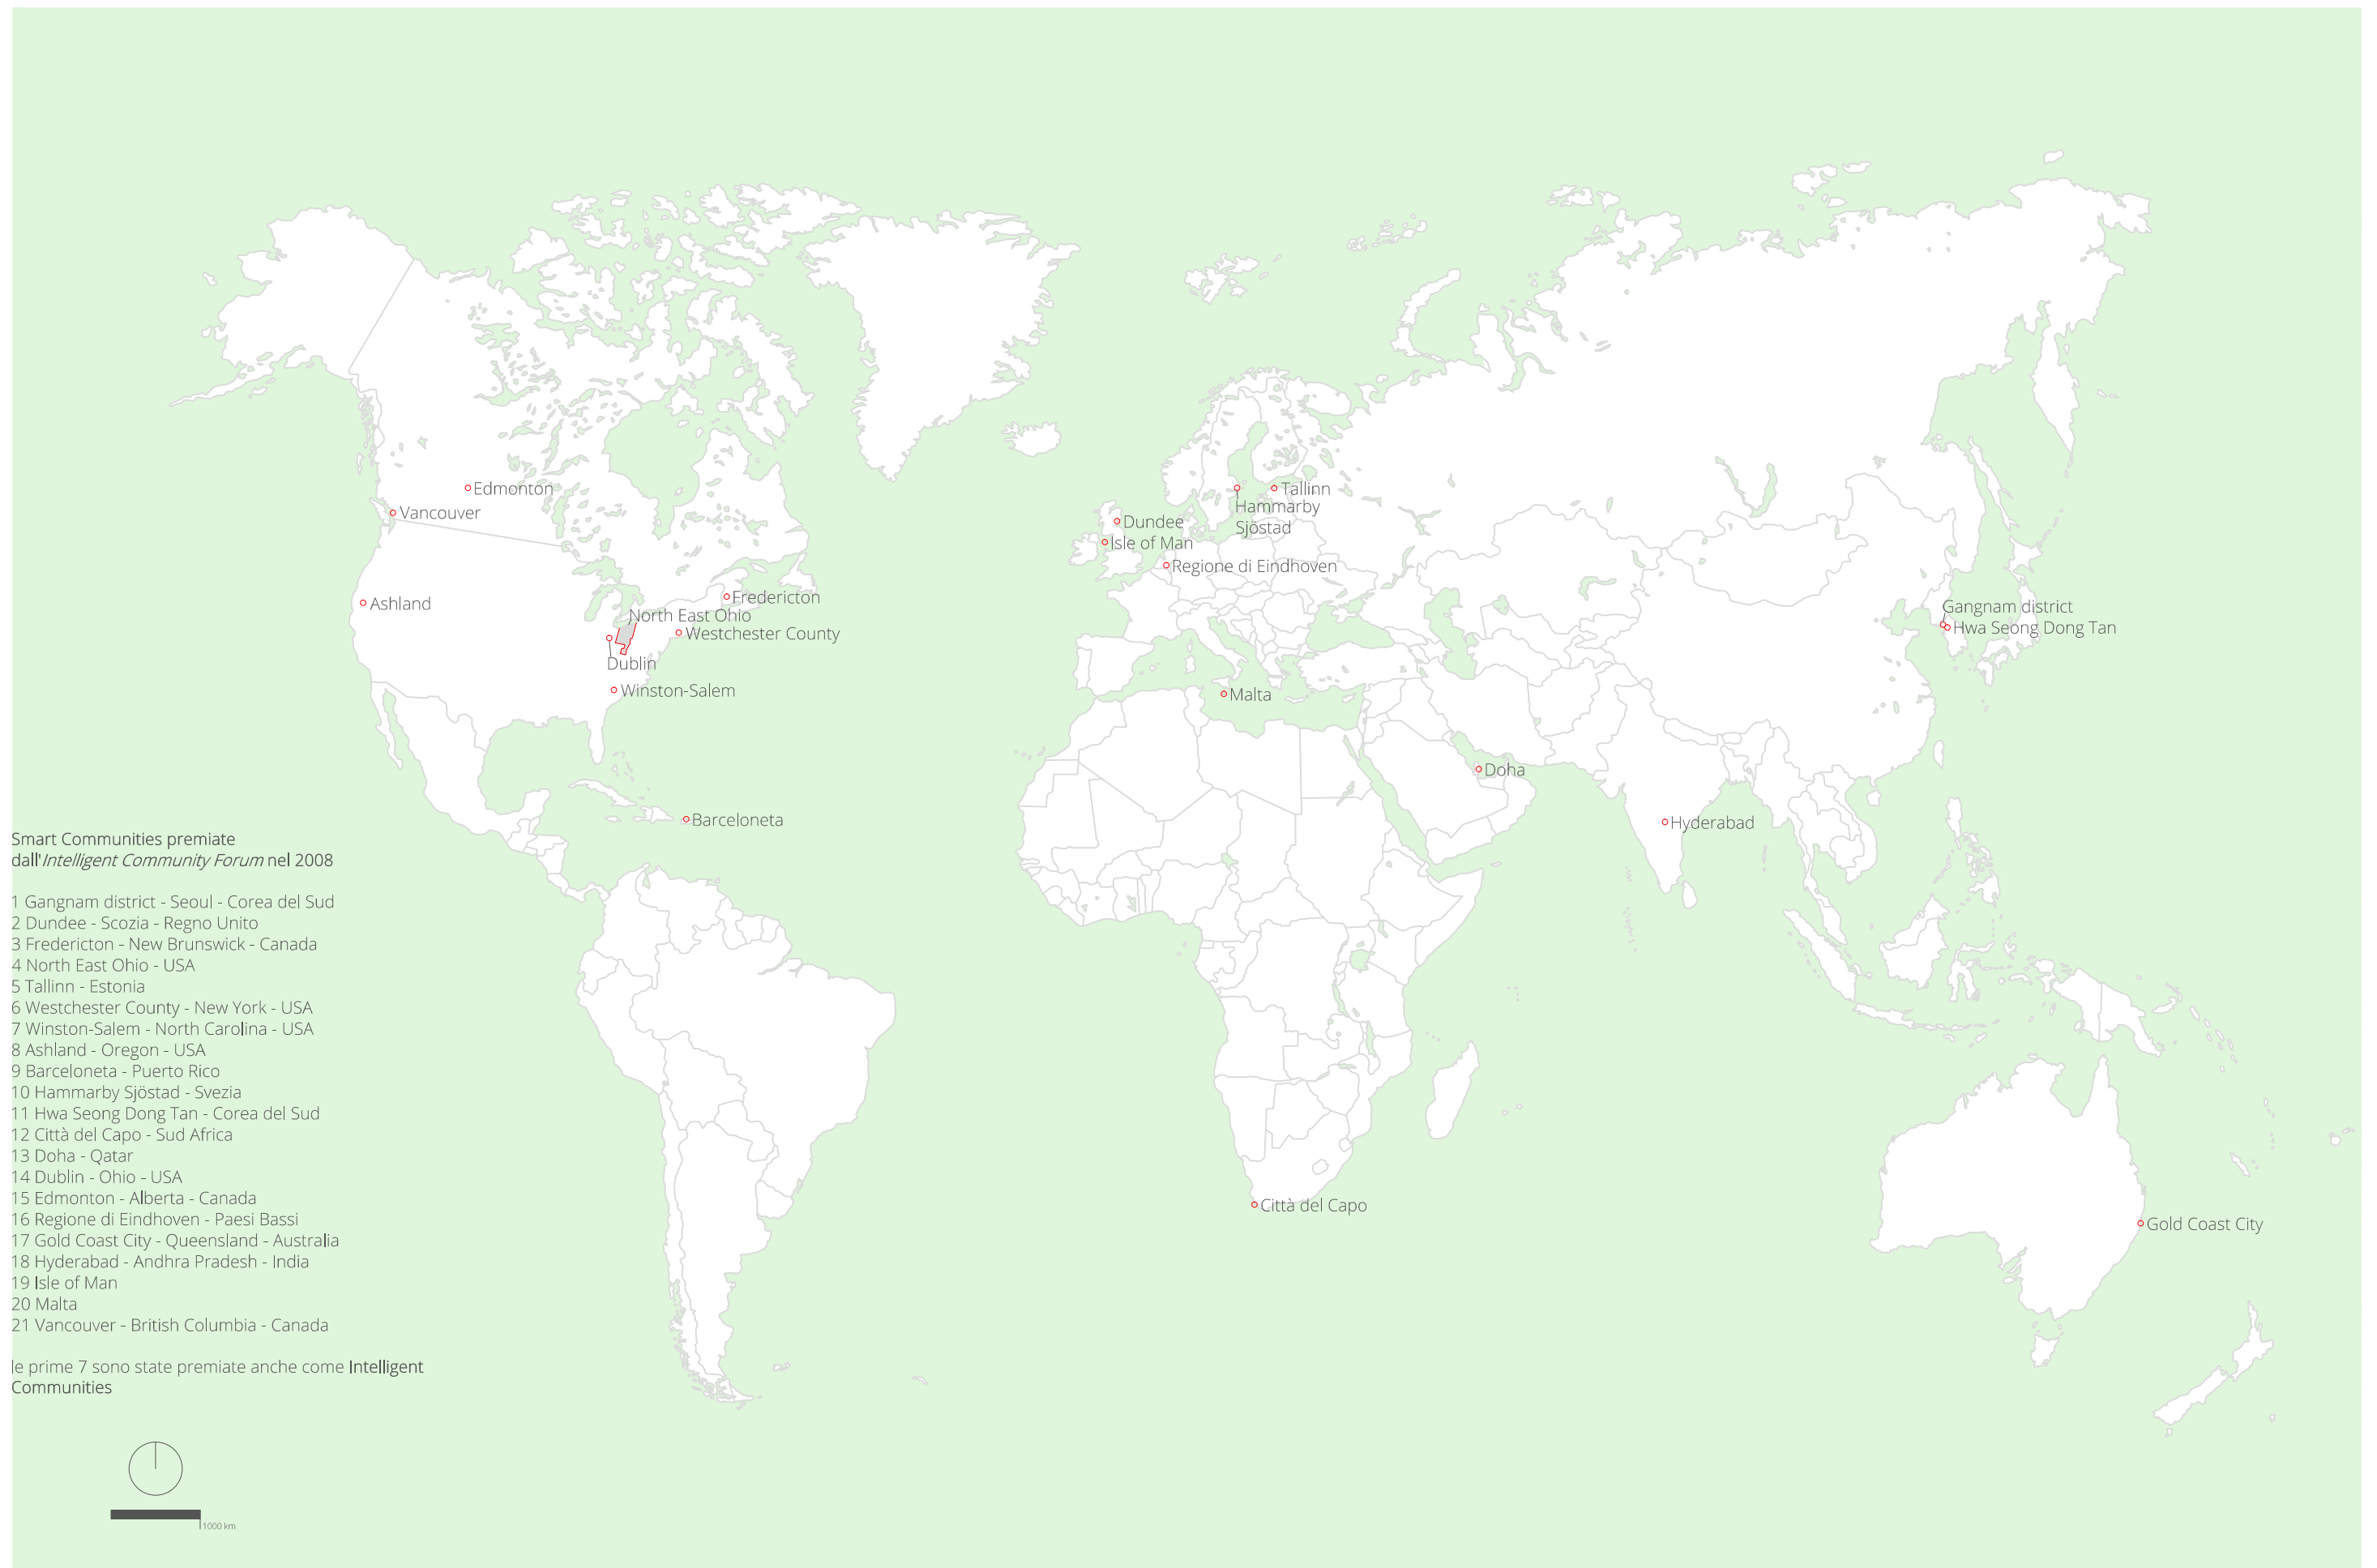 Edmonton
Vancouver
Ashland
Fredericton
North East Ohio
Westchester County
Dublin
Winston-Salem
Barceloneta
Tallinn
Hammarby
Sjöstad
Dundee
Isle of Man
Regione di Eindhoven
Malta
Gangnam district
Hwa Seong Dong Tan
Doha
Hyderabad
Città del Capo
Gold Coast City
Smart Communities premiate
dall'Intelligent Community Forum nel 2008
1 Gangnam district - Seoul - Corea del Sud
2 Dundee - Scozia - Regno Unito
3 Fredericton - New Brunswick - Canada
4 North East Ohio - USA
5 Tallinn - Estonia
6 Westchester County - New York - USA
7 Winston-Salem - North Carolina - USA
8 Ashland - Oregon - USA
9 Barceloneta - Puerto Rico
10 Hammarby Sjöstad - Svezia
11 Hwa Seong Dong Tan - Corea del Sud
12 Città del Capo - Sud Africa
13 Doha - Qatar
14 Dublin - Ohio - USA
15 Edmonton - Alberta - Canada
16 Regione di Eindhoven - Paesi Bassi
17 Gold Coast City - Queensland - Australia
18 Hyderabad - Andhra Pradesh - India
19 Isle of Man
20 Malta
21 Vancouver - British Columbia - Canada
le prime 7 sono state premiate anche come Intelligent
Communities
1000 km